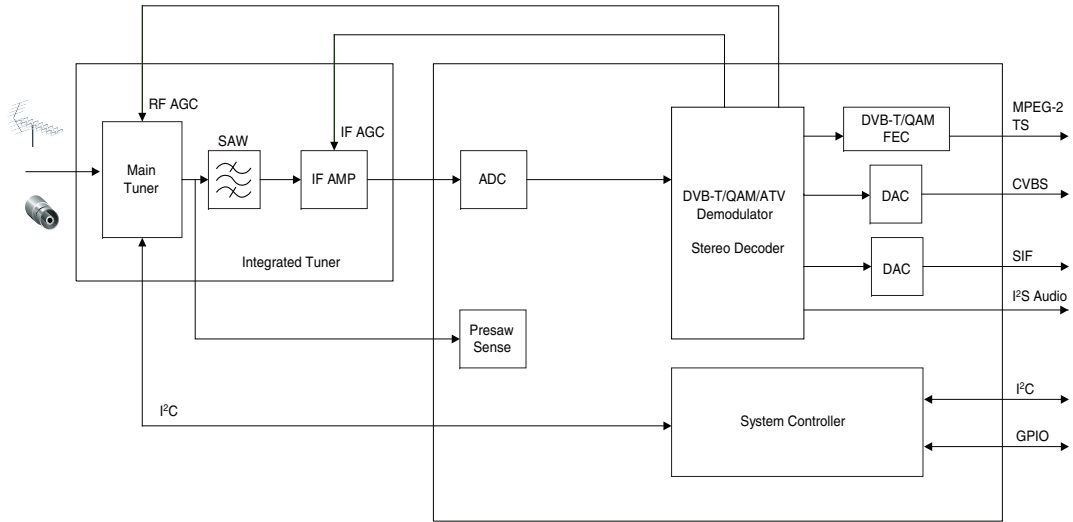 RF AGC
SAW
IF AGC
Main
Tuner
IF AMP
ADC
Integrated Tuner
DVB-T/QAM/ATV
Demodulator
Stereo Decoder
DVB-T/QAM
FEC
MPEG-2
TS
DAC
CVBS
DAC
SIF
I²S Audio
Presaw
Sense
I²C
System Controller
I²C
GPIO